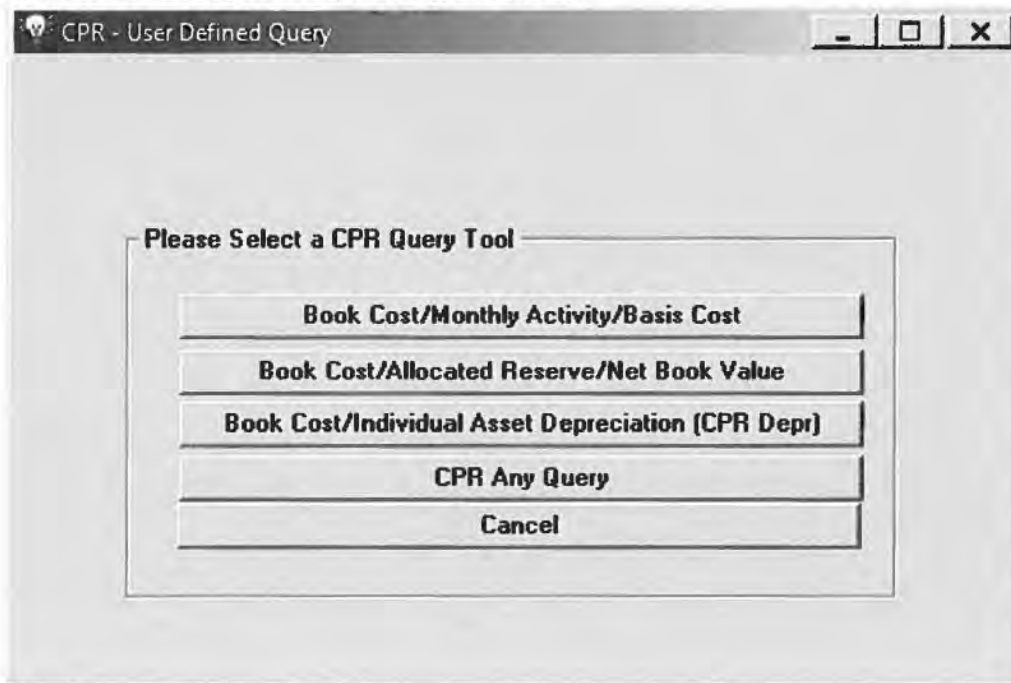 CPR - User Defined Query
Please Select a CPR Query Tool
Book Cost/Monthly Activity/Basis Cost
Book Cost/Allocated Reserve/Net Book Value
Book Cost/Individual Asset Depreciation (CPR Depr)
CPR Any Query
Cancel